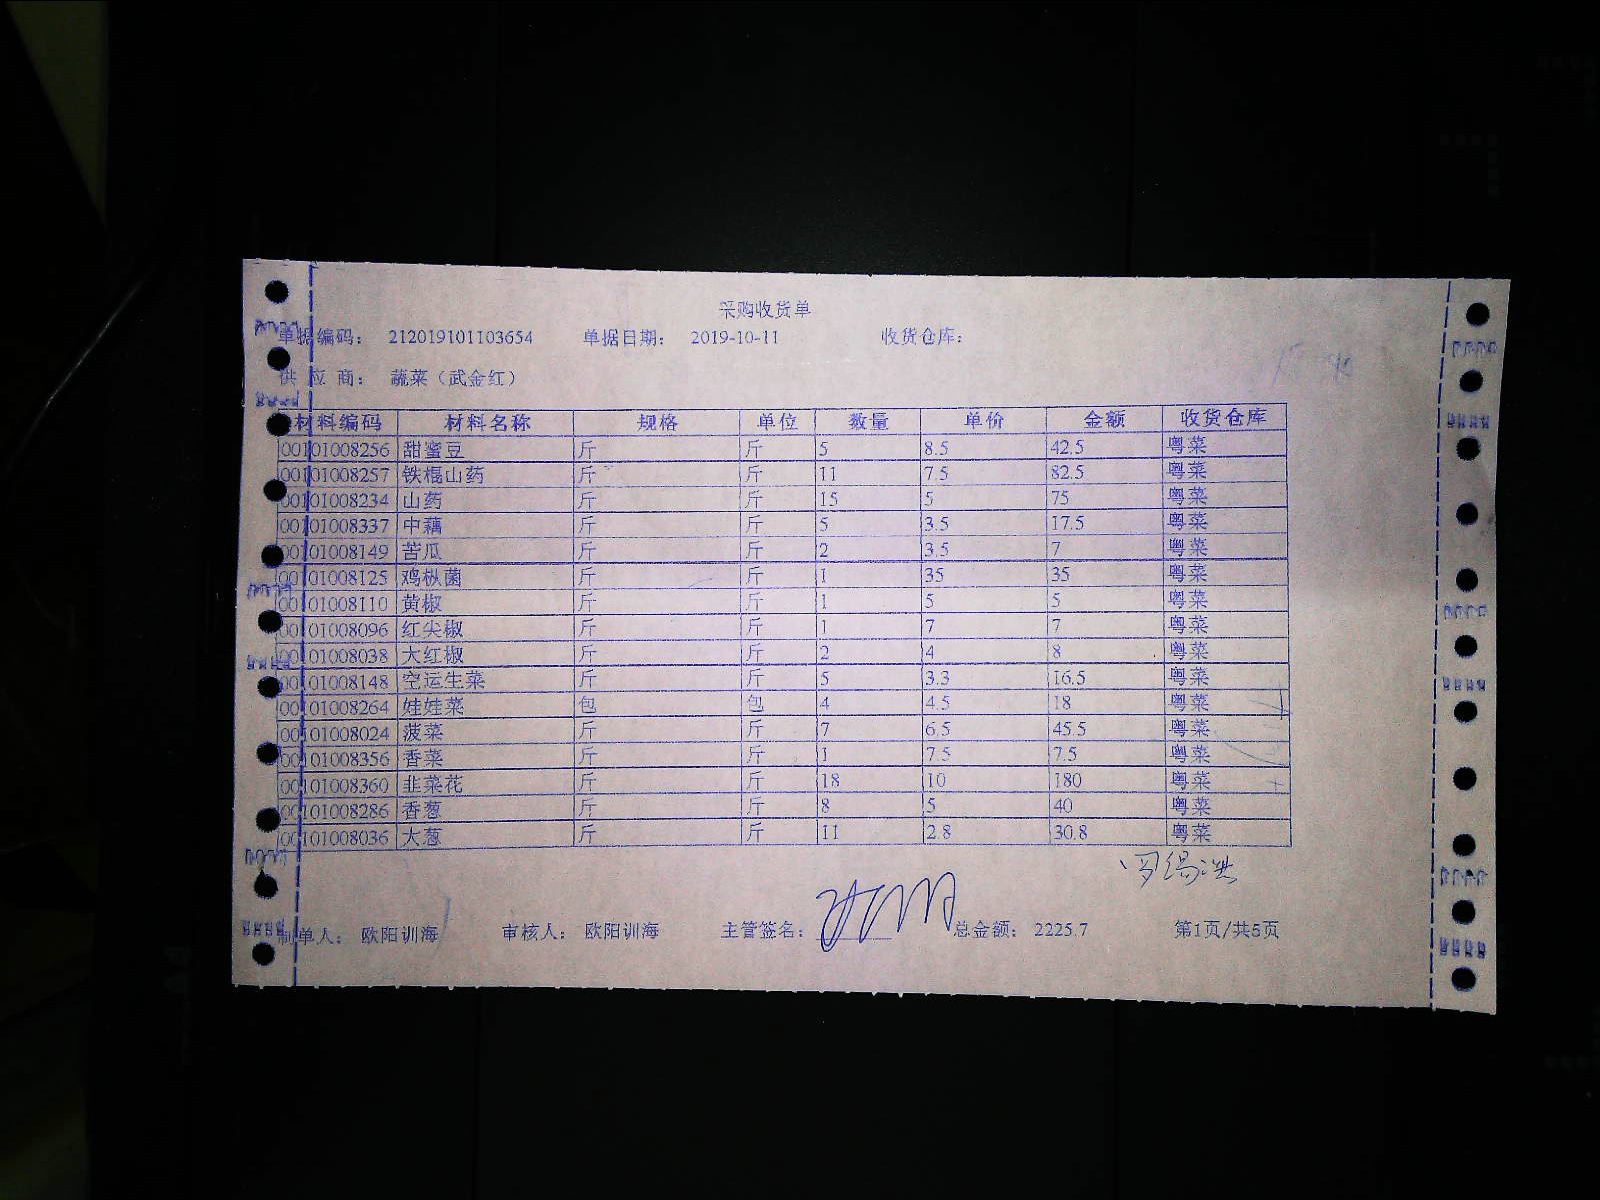 采购收货单
单据编码： 212019101103654 单据日期： 2019-10-11 收货仓库：
供 应 商： 蔬菜（武金红）
材料编码 材料名称 规格 单位 数量 单价 金额 收货仓库
00101008256 甜蜜豆 斤 斤 5 8.5 42.5 粤菜
00101008257 铁棍山药 斤 斤 11 7.5 82.5 粤菜
00101008234 山药 斤 斤 15 5 75 粤菜
00101008337 中藕 斤 斤 5 3.5 17.5 粤菜
00101008149 苦瓜 斤 斤 2 3.5 7 粤菜
00101008125 鸡枞菌 斤 斤 1 35 35 粤菜
00101008110 黄椒 斤 斤 1 5 5 粤菜
00101008096 红尖椒 斤 斤 1 7 7 粤菜
00101008038 大红椒 斤 斤 2 4 8 粤菜
00101008148 空运生菜 斤 斤 5 3.3 16.5 粤菜
00101008264 娃娃菜 包 包 4 4.5 18 粤菜
00101008024 菠菜 斤 斤 7 6.5 45.5 粤菜
00101008356 香菜 斤 斤 1 7.5 7.5 粤菜
00101008360 韭菜花 斤 斤 18 10 180 粤菜
00101008286 香葱 斤 斤 8 5 40 粤菜
00101008036 大葱 斤 斤 11 2.8 30.8 粤菜
制单人： 欧阳训海 审核人： 欧阳训海 主管签名： 总金额： 2225.7 第1页/共5页